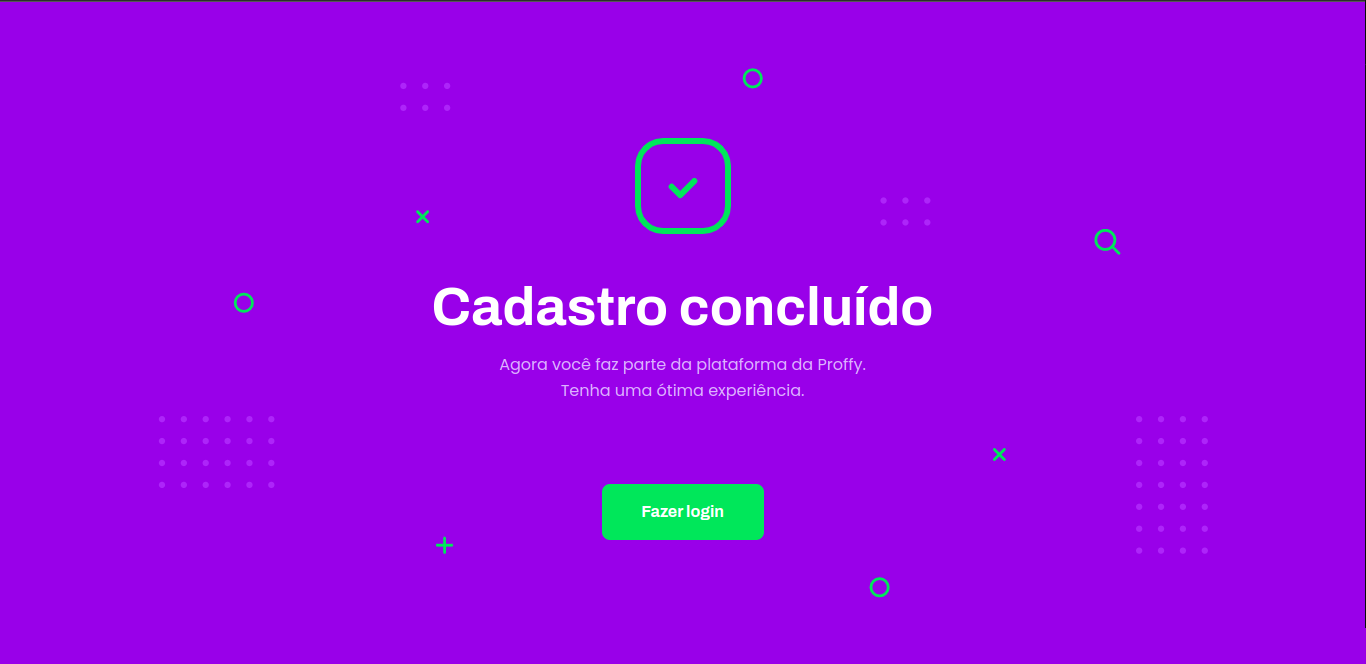 Cadastro concluído
Agora você faz parte da plataforma da Proffy.
Tenha uma ótima experiência.
Fazer login